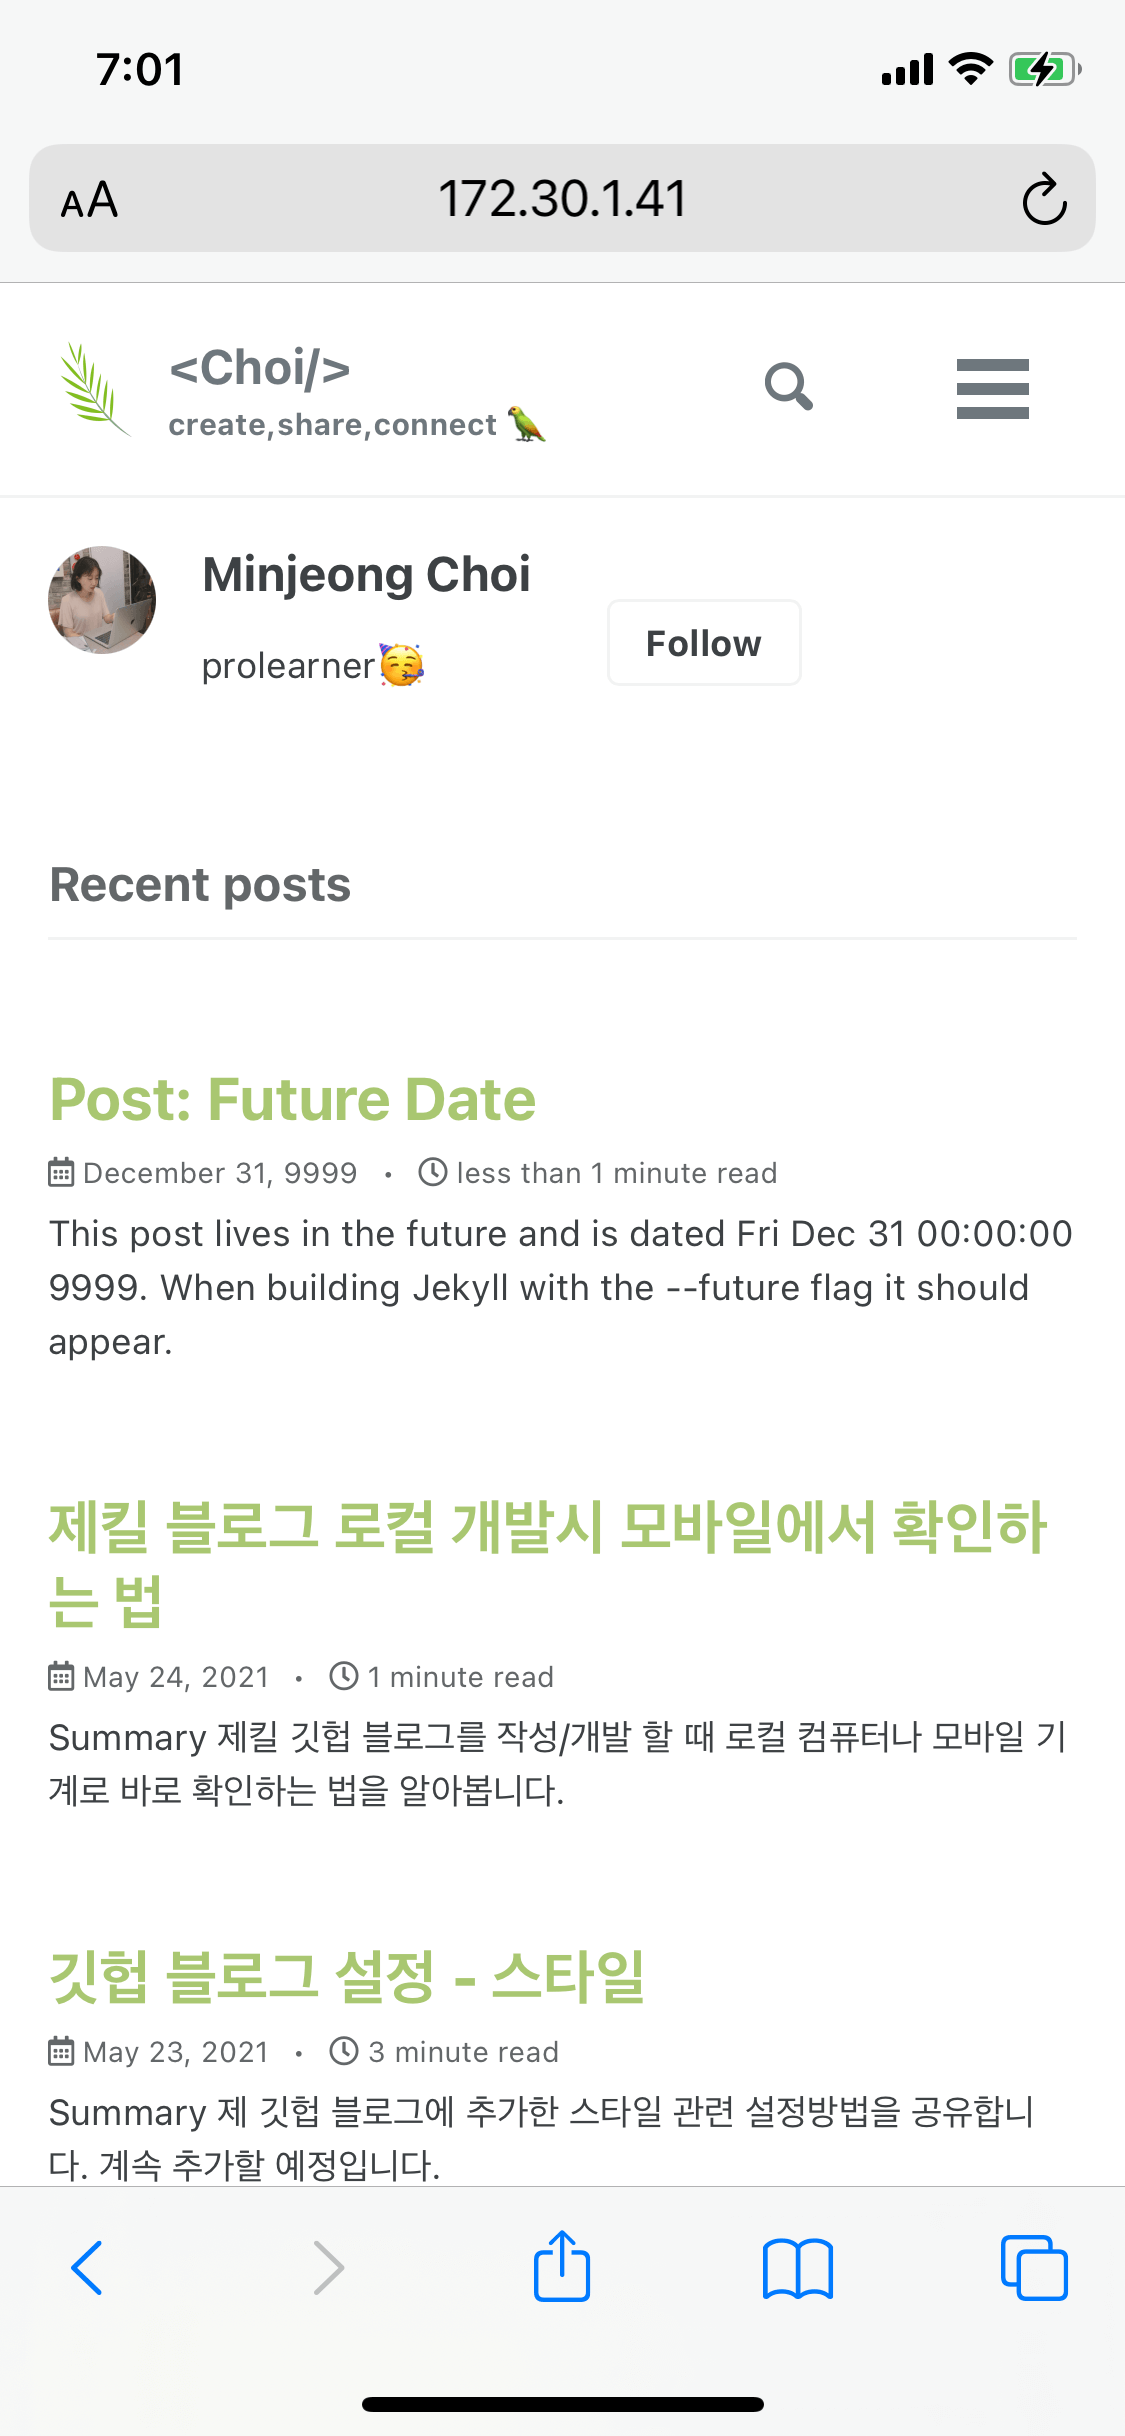 7:01
AA
172.30.1.41
<Choi/>
create,share,connect 🦜
Minjeong Choi
prolearner🥳
Follow
Recent posts
Post: Future Date
December 31, 9999 • less than 1 minute read
This post lives in the future and is dated Fri Dec 31 00:00:00
9999. When building Jekyll with the --future flag it should
appear.
제킬 블로그 로컬 개발시 모바일에서 확인하
는 법
May 24, 2021 • 1 minute read
Summary 제킬 깃헙 블로그를 작성/개발 할 때 로컬 컴퓨터나 모바일 기
계로 바로 확인하는 법을 알아봅니다.
깃헙 블로그 설정 - 스타일
May 23, 2021 • 3 minute read
Summary 제 깃헙 블로그에 추가한 스타일 관련 설정방법을 공유합니
다. 계속 추가할 예정입니다.